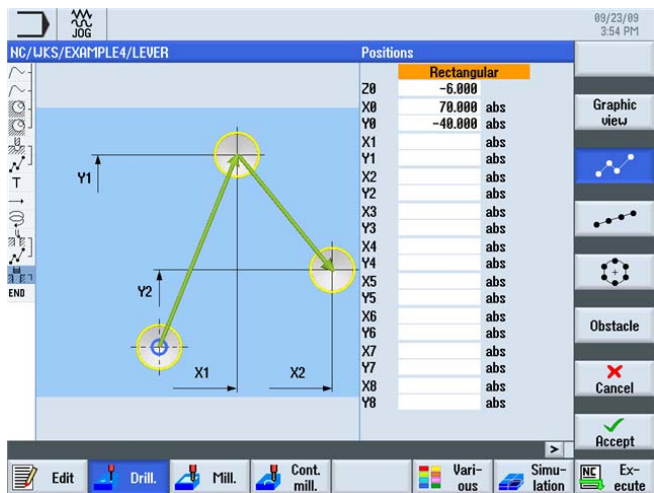 JOG
09/23/09
3:54 PM
NC/WKS/EXAMPLE4/LEVER
Positions
Rectangular
Z0 -6.000
X0 70.000 abs
Y0 -40.000 abs
X1 abs
Y1 abs
X2 abs
Y2 abs
X3 abs
Y3 abs
X4 abs
Y4 abs
X5 abs
Y5 abs
X6 abs
Y6 abs
X7 abs
Y7 abs
X8 abs
Y8 abs
Y1
Y2
X1
X2
T
END
Graphic
view
Obstacle
Cancel
Accept
>
Edit
Drill.
Mill.
Cont.
mill.
Vari-
ous
Simu-
lation
NC
Ex-
ecute